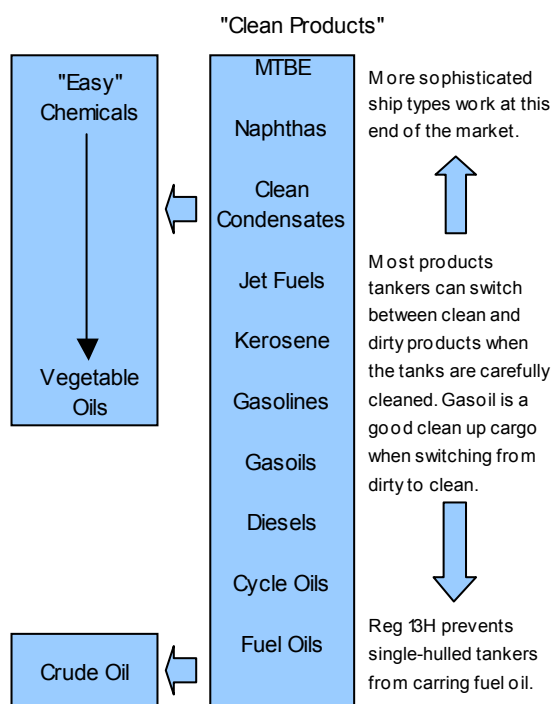 "Clean Products"
"Easy"
Chemicals
Vegetable
Oils
Crude Oil
MTBE
Naphthas
Clean
Condensates
Jet Fuels
Kerosene
Gasolines
Gasoils
Diesels
Cycle Oils
Fuel Oils
More sophisticated
ship types work at this
end of the market.
Most products
tankers can switch
between clean and
dirty products when
the tanks are carefully
cleaned. Gasoil is a
good clean up cargo
when switching from
dirty to clean.
Reg 13H prevents
single-hulled tankers
from carring fuel oil.